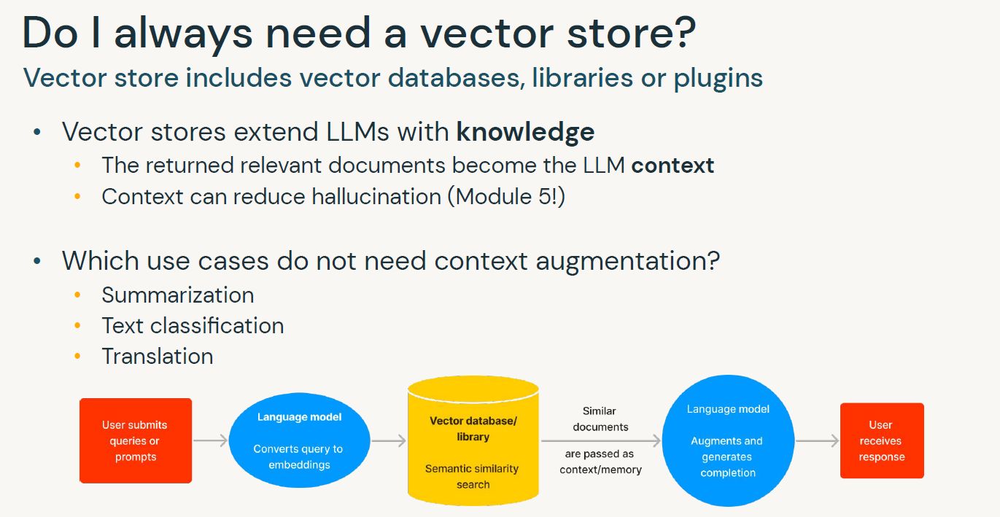 Do I always need a vector store?
Vector store includes vector databases, libraries or plugins
• Vector stores extend LLMs with knowledge
• The returned relevant documents become the LLM context
• Context can reduce hallucination (Module 5!)
• Which use cases do not need context augmentation?
• Summarization
• Text classification
• Translation
User submits
queries or
prompts
Language model
Converts query to
embeddings
Vector database/
library
Semantic similarity
search
Similar
documents
are passed as
context/memory
Language model
Augments and
generates
completion
User
receives
response